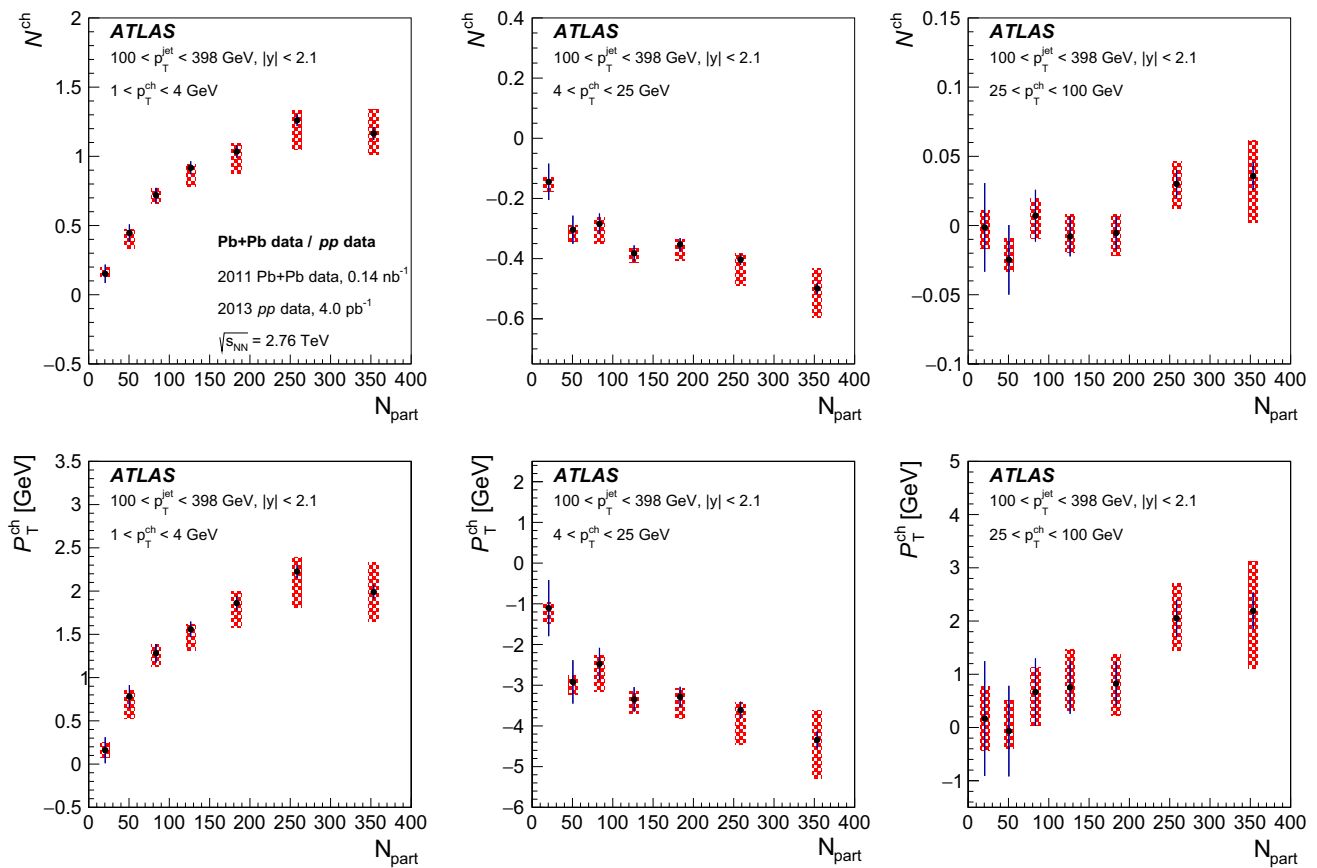 N^ch
2
1.5
1
0.5
0
−0.5
ATLAS
100 < p_T^jet < 398 GeV, |y| < 2.1
1 < p_T^ch < 4 GeV
Pb+Pb data / pp data
2011 Pb+Pb data, 0.14 nb⁻¹
2013 pp data, 4.0 pb⁻¹
√s_NN = 2.76 TeV
0 50 100 150 200 250 300 350 400
N_part
N^ch
0.4
0.2
0
−0.2
−0.4
−0.6
ATLAS
100 < p_T^jet < 398 GeV, |y| < 2.1
4 < p_T^ch < 25 GeV
0 50 100 150 200 250 300 350 400
N_part
N^ch
0.15
0.1
0.05
0
−0.05
−0.1
ATLAS
100 < p_T^jet < 398 GeV, |y| < 2.1
25 < p_T^ch < 100 GeV
0 50 100 150 200 250 300 350 400
N_part
P_T^ch [GeV]
3.5
3
2.5
2
1.5
1
0.5
0
−0.5
ATLAS
100 < p_T^jet < 398 GeV, |y| < 2.1
1 < p_T^ch < 4 GeV
0 50 100 150 200 250 300 350 400
N_part
P_T^ch [GeV]
2
1
0
−1
−2
−3
−4
−5
−6
ATLAS
100 < p_T^jet < 398 GeV, |y| < 2.1
4 < p_T^ch < 25 GeV
0 50 100 150 200 250 300 350 400
N_part
P_T^ch [GeV]
5
4
3
2
1
0
−1
ATLAS
100 < p_T^jet < 398 GeV, |y| < 2.1
25 < p_T^ch < 100 GeV
0 50 100 150 200 250 300 350 400
N_part